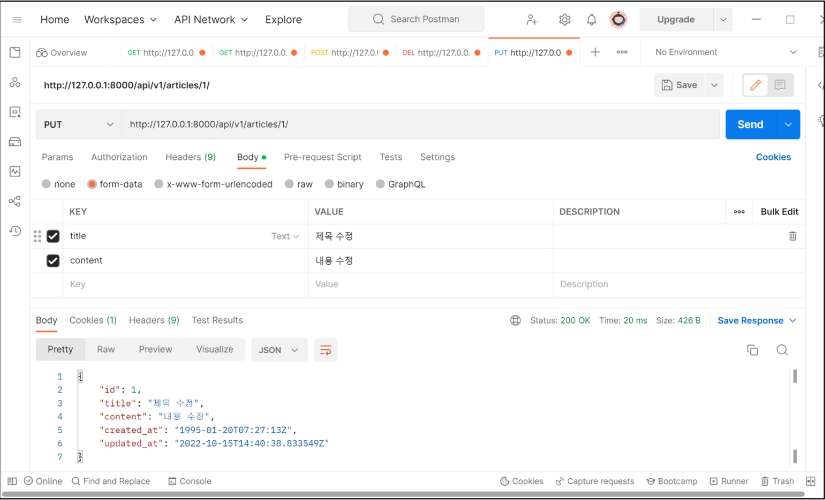 Home Workspaces API Network Explore Search Postman Upgrade
Overview GET http://127.0.0. GET http://127.0.0. POST http://127.0.( DEL http://127.0.0. PUT http://127.0.0 No Environment
http://127.0.0.1:8000/api/v1/articles/1/ Save
PUT http://127.0.0.1:8000/api/v1/articles/1/ Send
Params Authorization Headers (9) Body Pre-request Script Tests Settings Cookies
none form-data x-www-form-urlencoded raw binary GraphQL
KEY VALUE DESCRIPTION Bulk Edit
title Text 제목 수정
content 내용 수정
Key Value Description
Body Cookies (1) Headers (9) Test Results Status: 200 OK Time: 20 ms Size: 426 B Save Response
Pretty Raw Preview Visualize JSON
1 {
2 "id": 1,
3 "title": "제목 수정",
4 "content": "내용 수정",
5 "created_at": "1995-01-20T07:27:13Z",
6 "updated_at": "2022-10-15T14:40:38.833549Z"
7 }
Online Find and Replace Console Cookies Capture requests Bootcamp Runner Trash